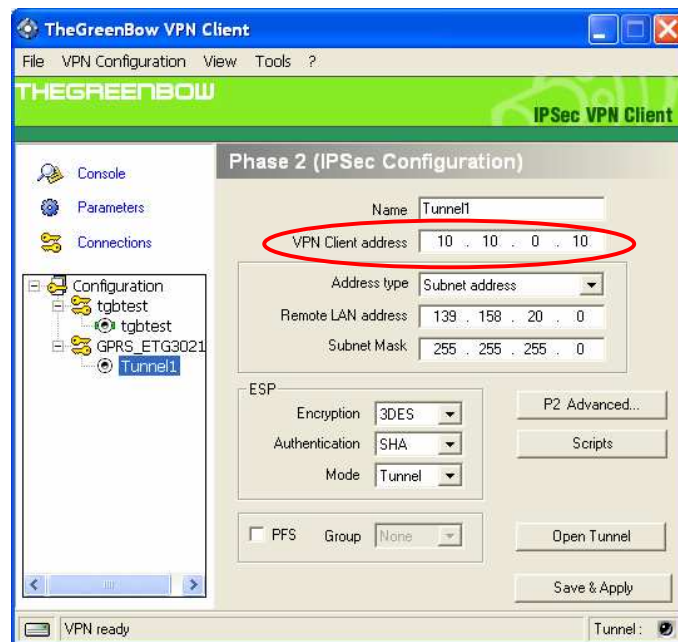 TheGreenBow VPN Client
File VPN Configuration View Tools ?
THEGREENBOW
IPSec VPN Client
Console
Parameters
Connections
Configuration
tgbtest
tgbtest
GPRS_ETG3021
Tunnel1
Phase 2 (IPSec Configuration)
Name Tunnel1
VPN Client address 10 . 10 . 0 . 10
Address type Subnet address
Remote LAN address 139 . 158 . 20 . 0
Subnet Mask 255 . 255 . 255 . 0
ESP
Encryption 3DES
Authentication SHA
Mode Tunnel
P2 Advanced...
Scripts
PFS Group None
Open Tunnel
Save & Apply
VPN ready Tunnel :